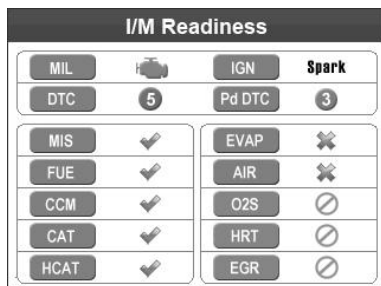 I/M Readiness
MIL IGN Spark
DTC 5 Pd DTC 3
MIS EVAP
FUE AIR
CCM O2S
CAT HRT
HCAT EGR